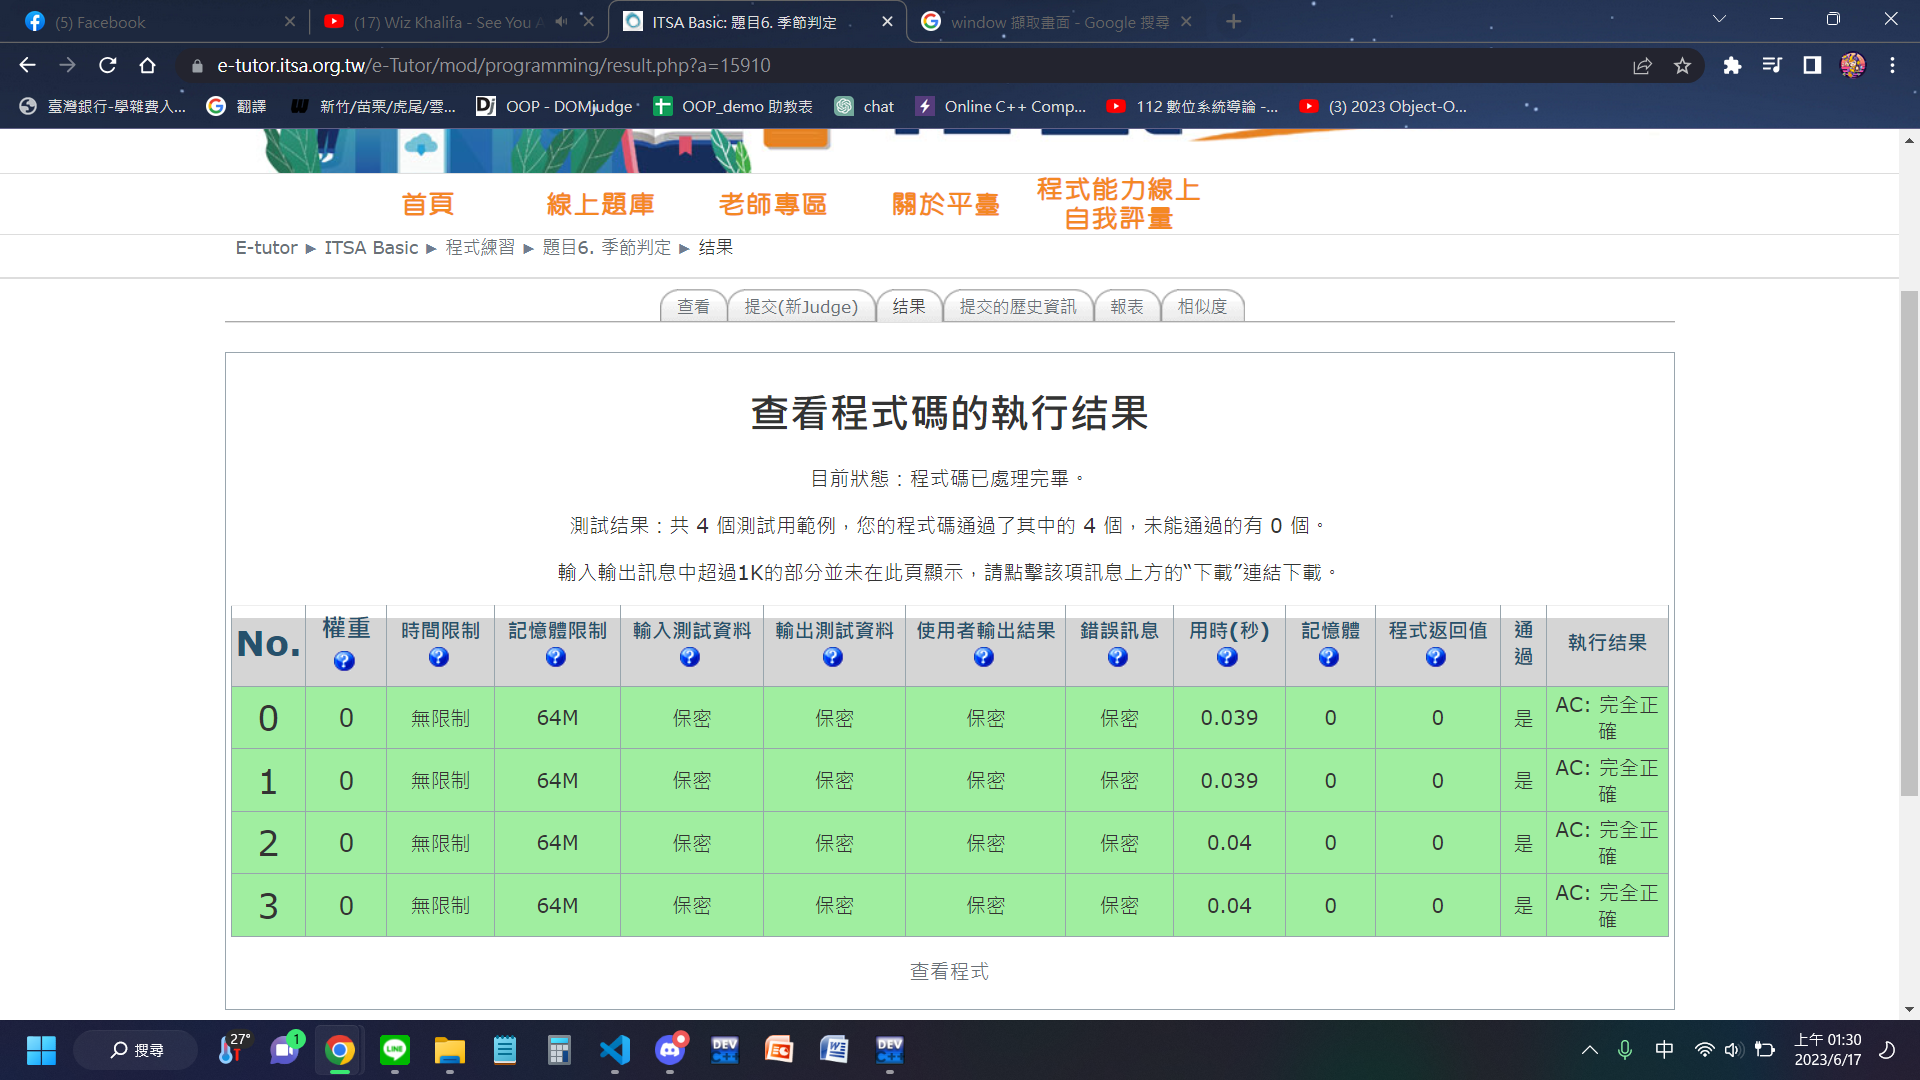 (5) Facebook
(17) Wiz Khalifa - See You A
ITSA Basic: 題目6. 季節判定
window 擷取畫面 - Google 搜尋
e-tutor.itsa.org.tw/e-Tutor/mod/programming/result.php?a=15910
臺灣銀行-學雜費入...
翻譯
新竹/苗栗/虎尾/雲...
OOP - DOMjudge
OOP_demo 助教表
chat
Online C++ Comp...
112 數位系統導論 -...
(3) 2023 Object-O...
首頁
線上題庫
老師專區
關於平臺
程式能力線上
自我評量
E-tutor ► ITSA Basic ► 程式練習 ► 題目6. 季節判定 ► 结果
查看
提交(新Judge)
结果
提交的歷史資訊
報表
相似度
查看程式碼的執行结果
目前狀態：程式碼已處理完畢。
測試结果：共 4 個測試用範例，您的程式碼通過了其中的 4 個，未能通過的有 0 個。
輸入輸出訊息中超過1K的部分並未在此頁顯示，請點擊該項訊息上方的“下載”連結下載。
No. 權重 時間限制 記憶體限制 輸入測試資料 輸出測試資料 使用者輸出結果 錯誤訊息 用時(秒) 記憶體 程式返回值 通過 執行结果
0 0 無限制 64M 保密 保密 保密 保密 0.039 0 0 是 AC: 完全正確
1 0 無限制 64M 保密 保密 保密 保密 0.039 0 0 是 AC: 完全正確
2 0 無限制 64M 保密 保密 保密 保密 0.04 0 0 是 AC: 完全正確
3 0 無限制 64M 保密 保密 保密 保密 0.04 0 0 是 AC: 完全正確
查看程式
搜尋
27°
1
LINE
DEV C++
DEV C++
中
上午 01:30
2023/6/17